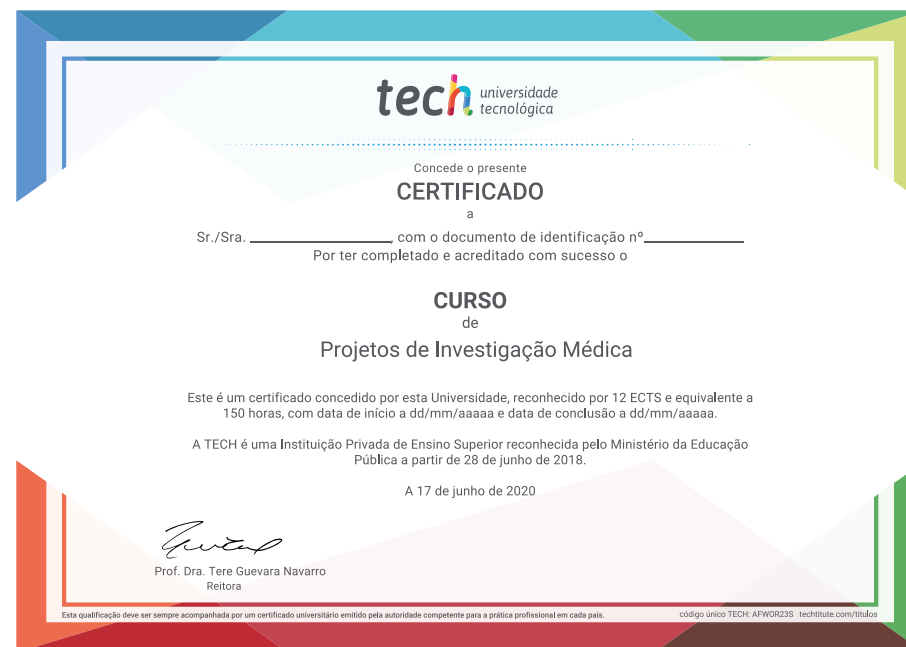 tech universidade
tecnológica
Concede o presente
CERTIFICADO
a
Sr./Sra. _________________, com o documento de identificação nº____________
Por ter completado e acreditado com sucesso o
CURSO
de
Projetos de Investigação Médica
Este é um certificado concedido por esta Universidade, reconhecido por 12 ECTS e equivalente a
150 horas, com data de início a dd/mm/aaaaa e data de conclusão a dd/mm/aaaaa.
A TECH é uma Instituição Privada de Ensino Superior reconhecida pelo Ministério da Educação
Pública a partir de 28 de junho de 2018.
A 17 de junho de 2020
Prof. Dra. Tere Guevara Navarro
Reitora
Esta qualificação deve ser sempre acompanhada por um certificado universitário emitido pela autoridade competente para a prática profissional em cada país.
código único TECH: AFWOR23S techtitute.com/titulos